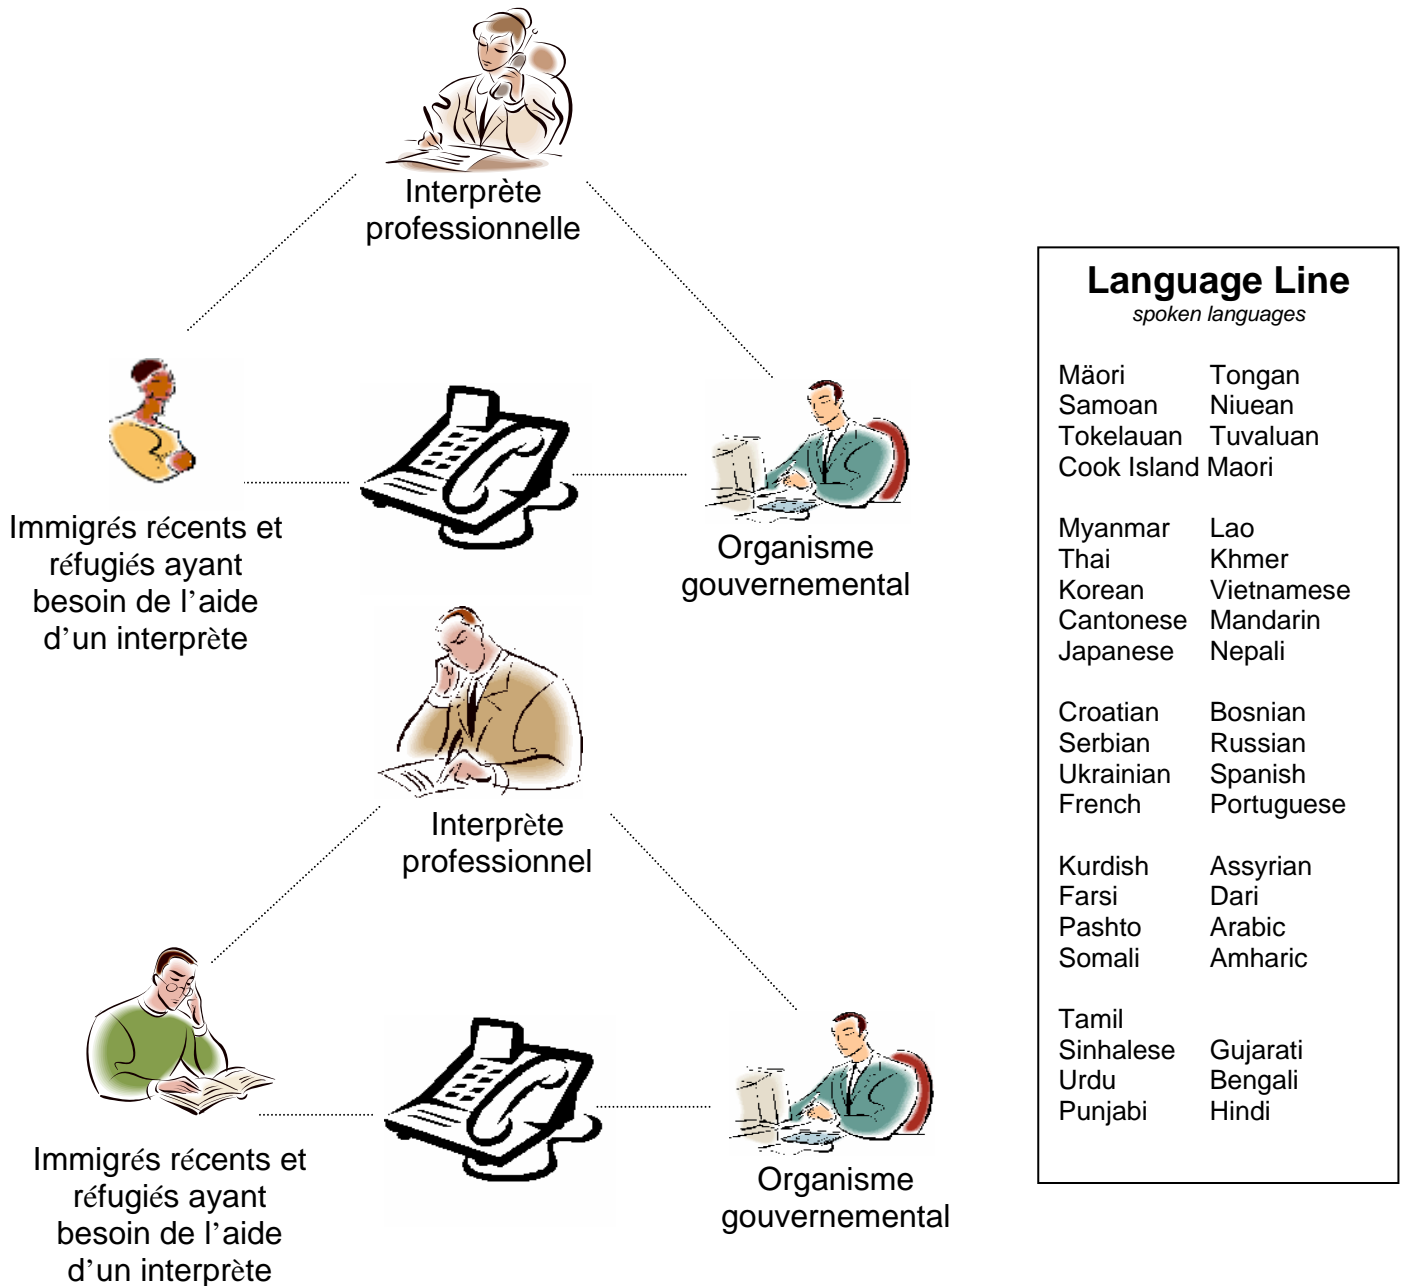 Interprète
professionnelle
Immigrés récents et
réfugiés ayant
besoin de l’aide
d’un interprète
Organisme
gouvernemental
Interprète
professionnel
Immigrés récents et
réfugiés ayant
besoin de l’aide
d’un interprète
Organisme
gouvernemental
Language Line
spoken languages
Mäori Tongan
Samoan Niuean
Tokelauan Tuvaluan
Cook Island Maori
Myanmar Lao
Thai Khmer
Korean Vietnamese
Cantonese Mandarin
Japanese Nepali
Croatian Bosnian
Serbian Russian
Ukrainian Spanish
French Portuguese
Kurdish Assyrian
Farsi Dari
Pashto Arabic
Somali Amharic
Tamil
Sinhalese Gujarati
Urdu Bengali
Punjabi Hindi